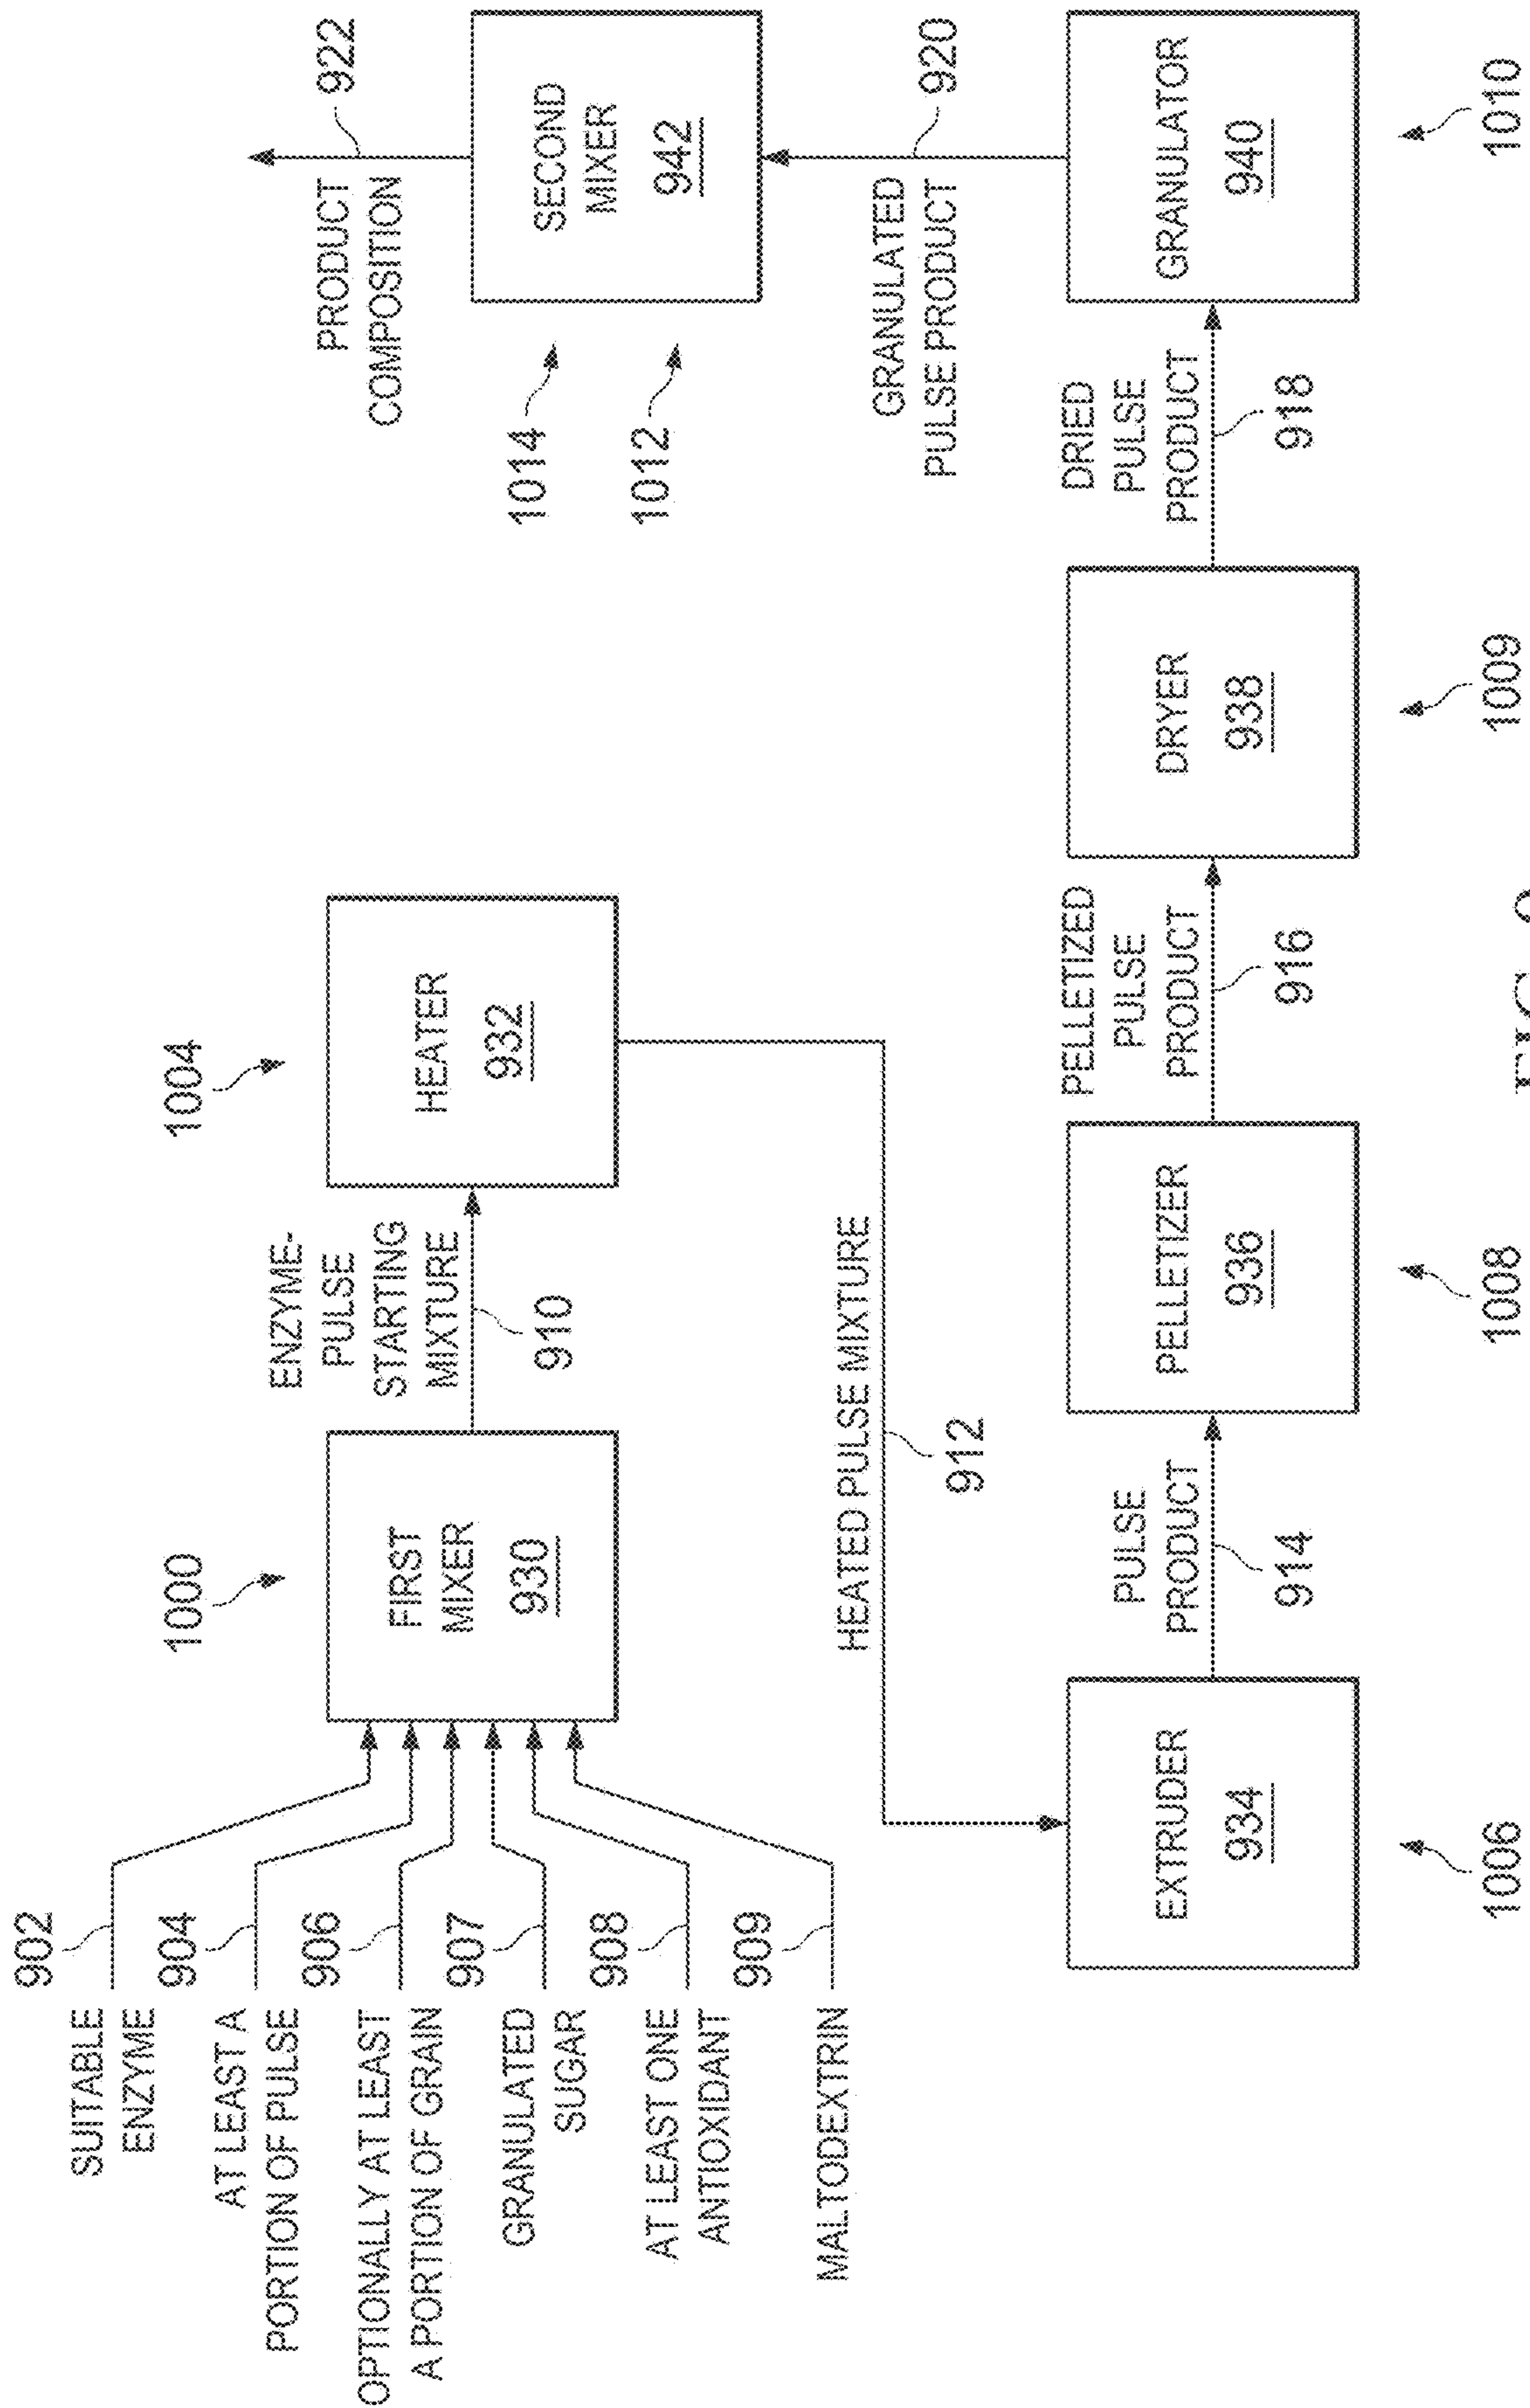 902
SUITABLE
ENZYME
904
AT LEAST A
PORTION OF PULSE
906
OPTIONALLY AT LEAST
A PORTION OF GRAIN
907
GRANULATED
SUGAR
908
AT LEAST ONE
ANTIOXIDANT
909
MALTODEXTRIN
1000
FIRST
MIXER
930
ENZYME-
PULSE
STARTING
MIXTURE
910
1004
HEATER
932
HEATED PULSE MIXTURE
912
EXTRUDER
934
1006
PULSE
PRODUCT
914
PELLETIZER
936
1008
PELLETIZED
PULSE
PRODUCT
916
DRYER
938
1009
DRIED
PULSE
PRODUCT
918
GRANULATOR
940
1010
GRANULATED
PULSE PRODUCT
920
SECOND
MIXER
942
1014
1012
PRODUCT
COMPOSITION
922